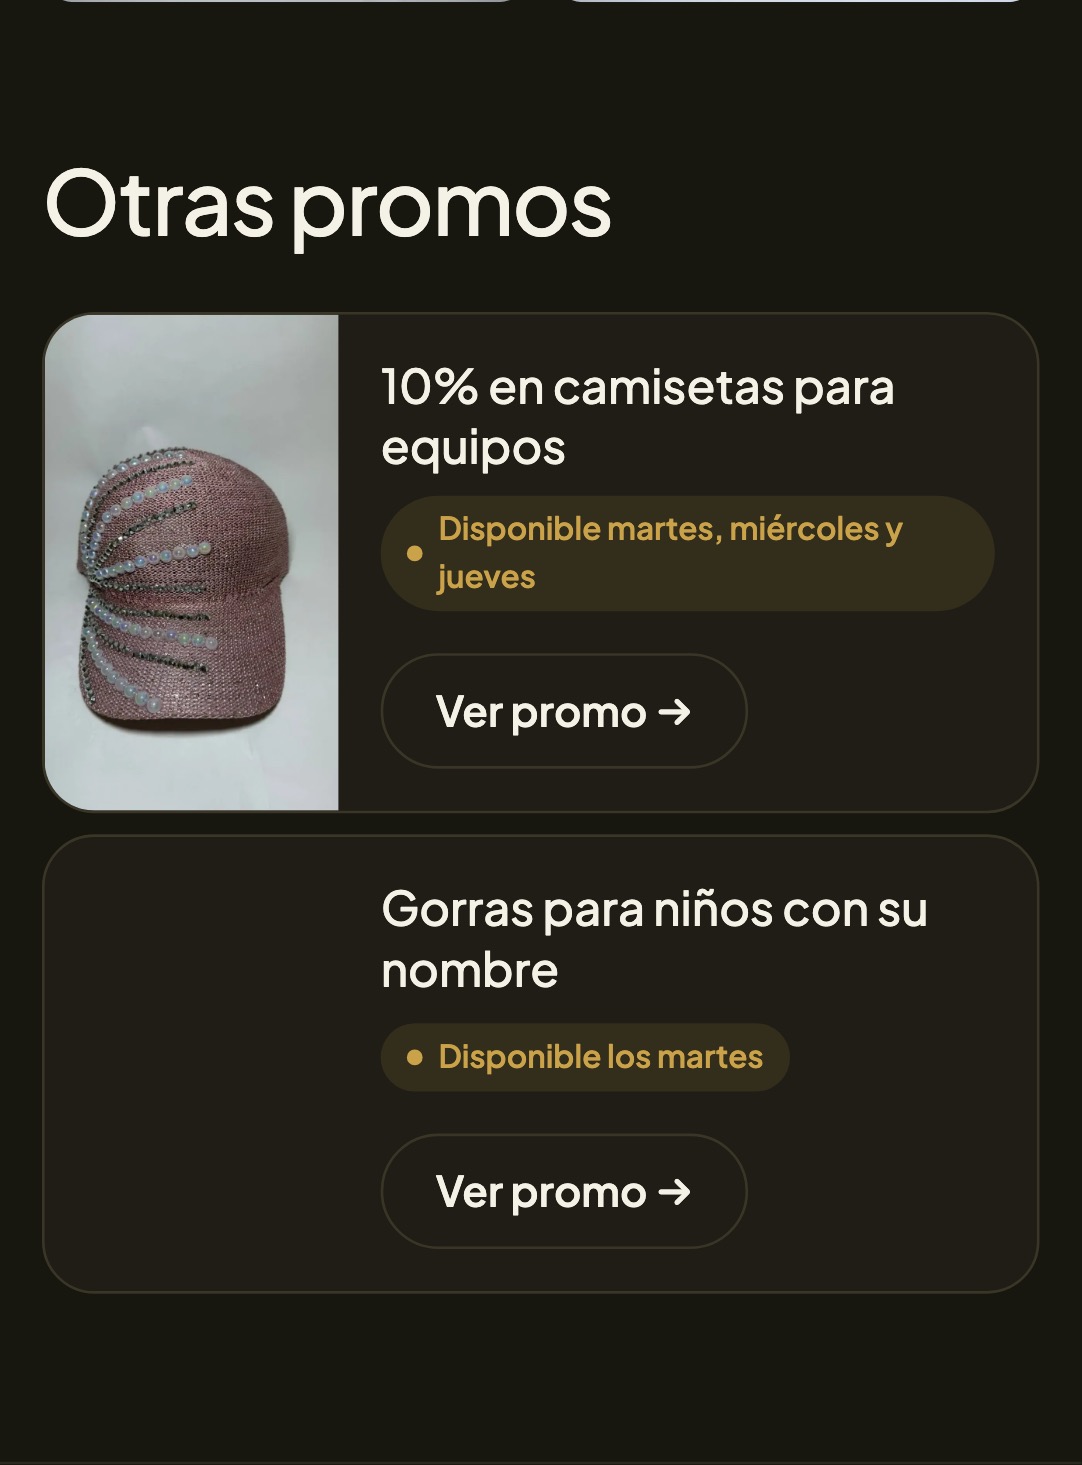 Otras promos
10% en camisetas para
equipos
Disponible martes, miércoles y
jueves
Ver promo →
Gorras para niños con su
nombre
Disponible los martes
Ver promo →